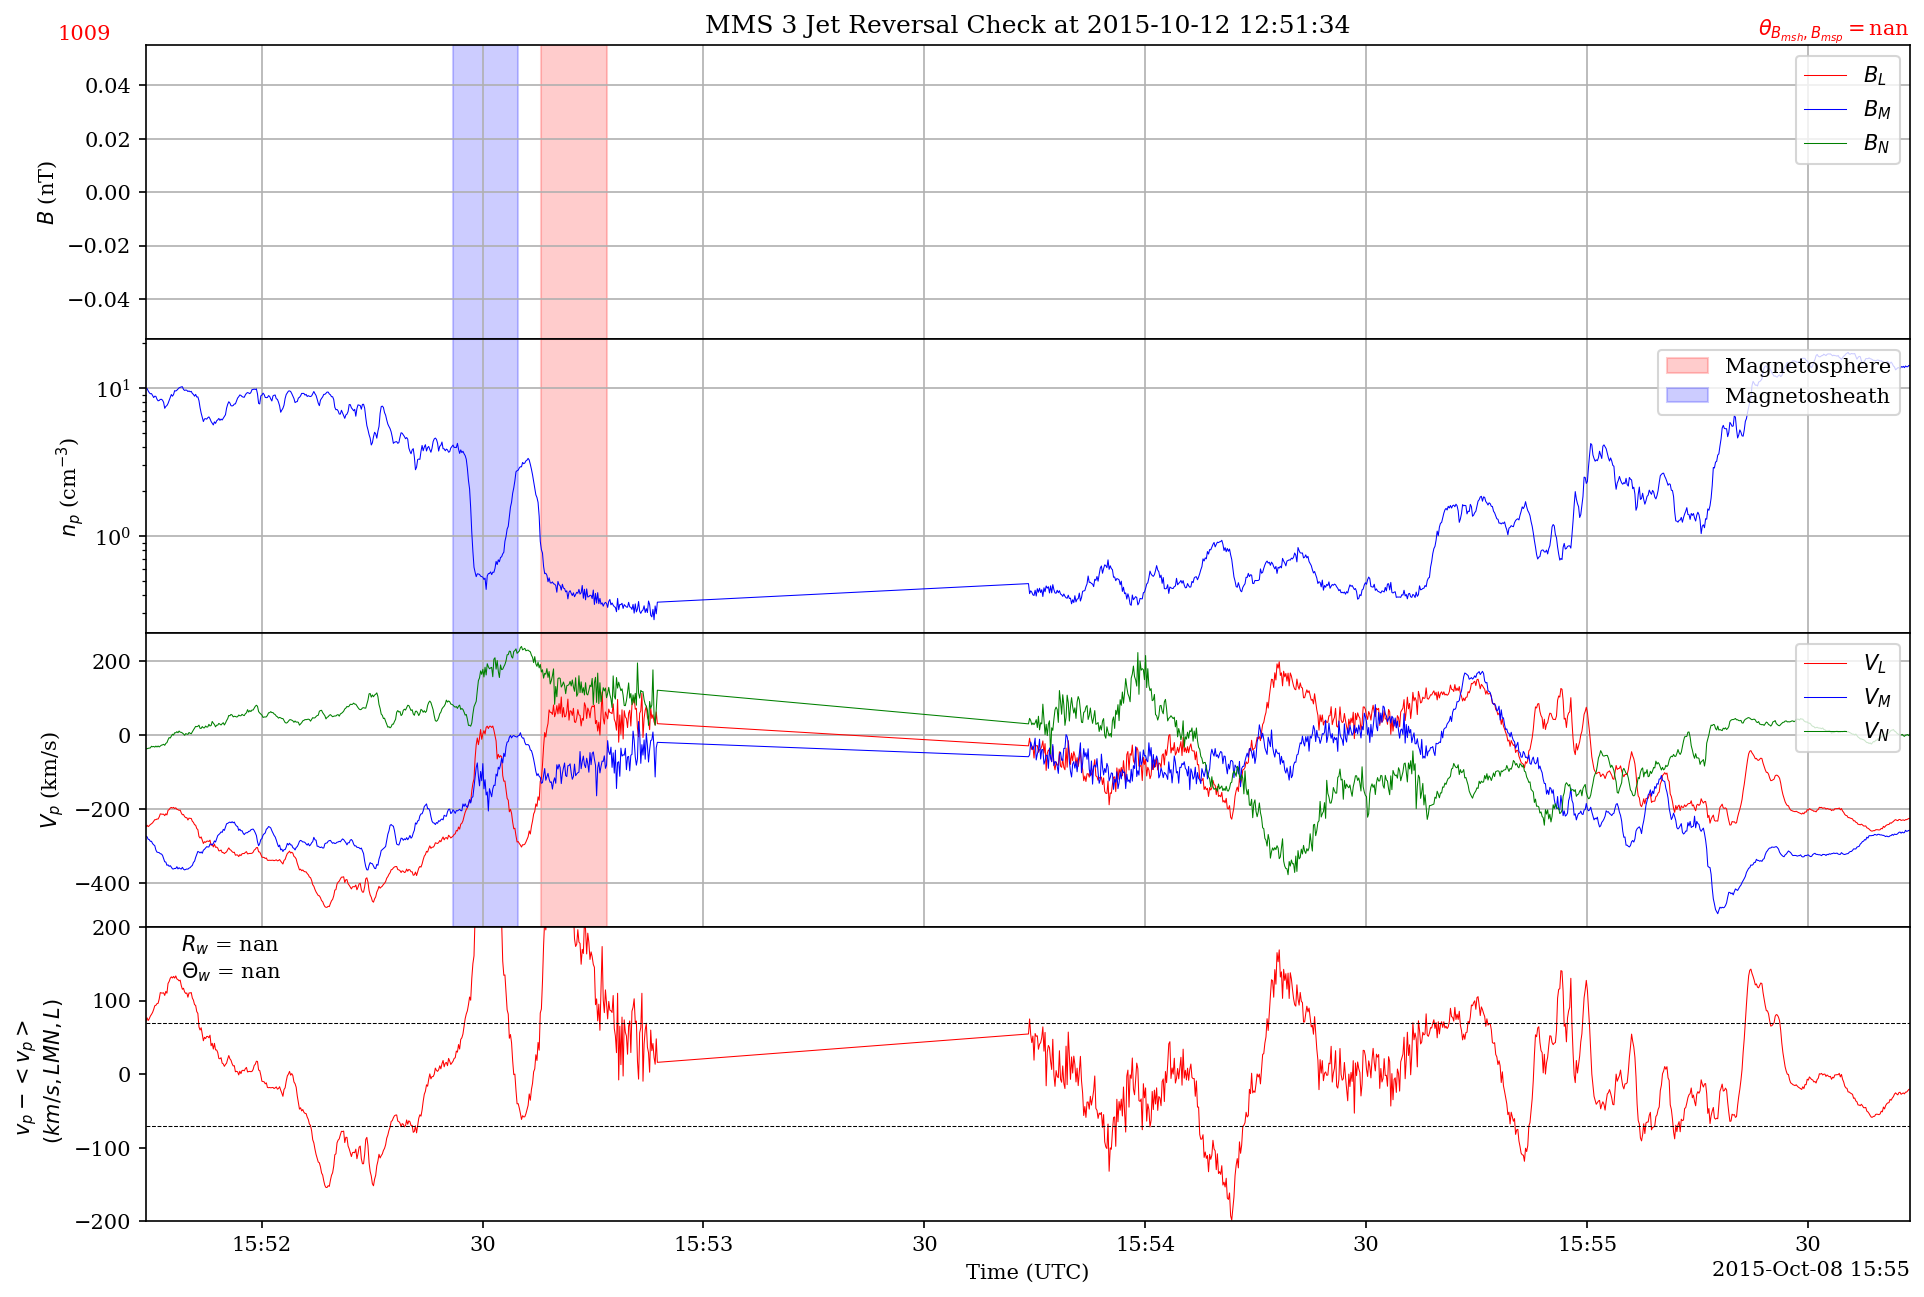 MMS 3 Jet Reversal Check at 2015-10-12 12:51:34
1009
θ_{B_{msh}, B_{msp}} = nan
0.04
0.02
0.00
−0.02
−0.04
B (nT)
B_L
B_M
B_N
10^1
10^0
n_p (cm^{−3})
Magnetosphere
Magnetosheath
200
0
−200
−400
V_p (km/s)
V_L
V_M
V_N
200
100
0
−100
−200
v_p − < v_p >
(km/s, LMN, L)
R_w = nan
Θ_w = nan
15:52 30 15:53 30 15:54 30 15:55 30
Time (UTC)
2015-Oct-08 15:55